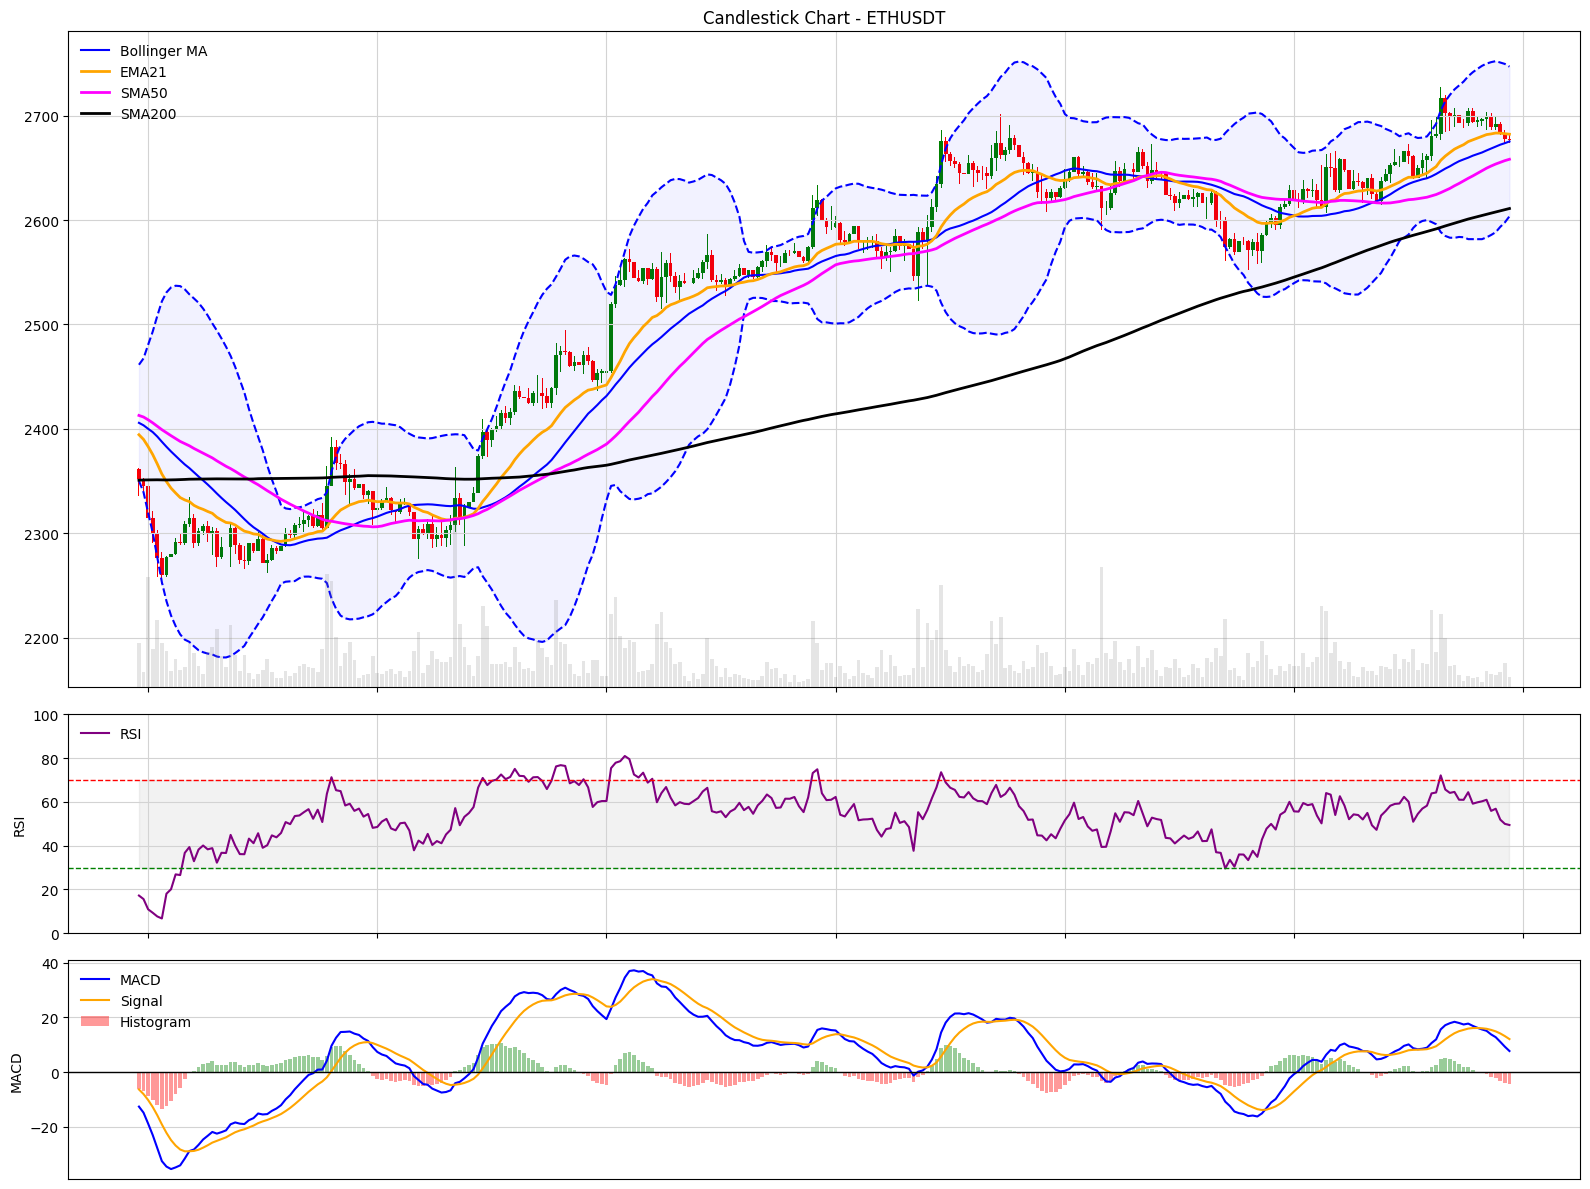 Candlestick Chart - ETHUSDT
Bollinger MA
EMA21
SMA50
SMA200
2700
2600
2500
2400
2300
2200
RSI
RSI
100
80
60
40
20
0
MACD
MACD
Signal
Histogram
40
20
0
−20